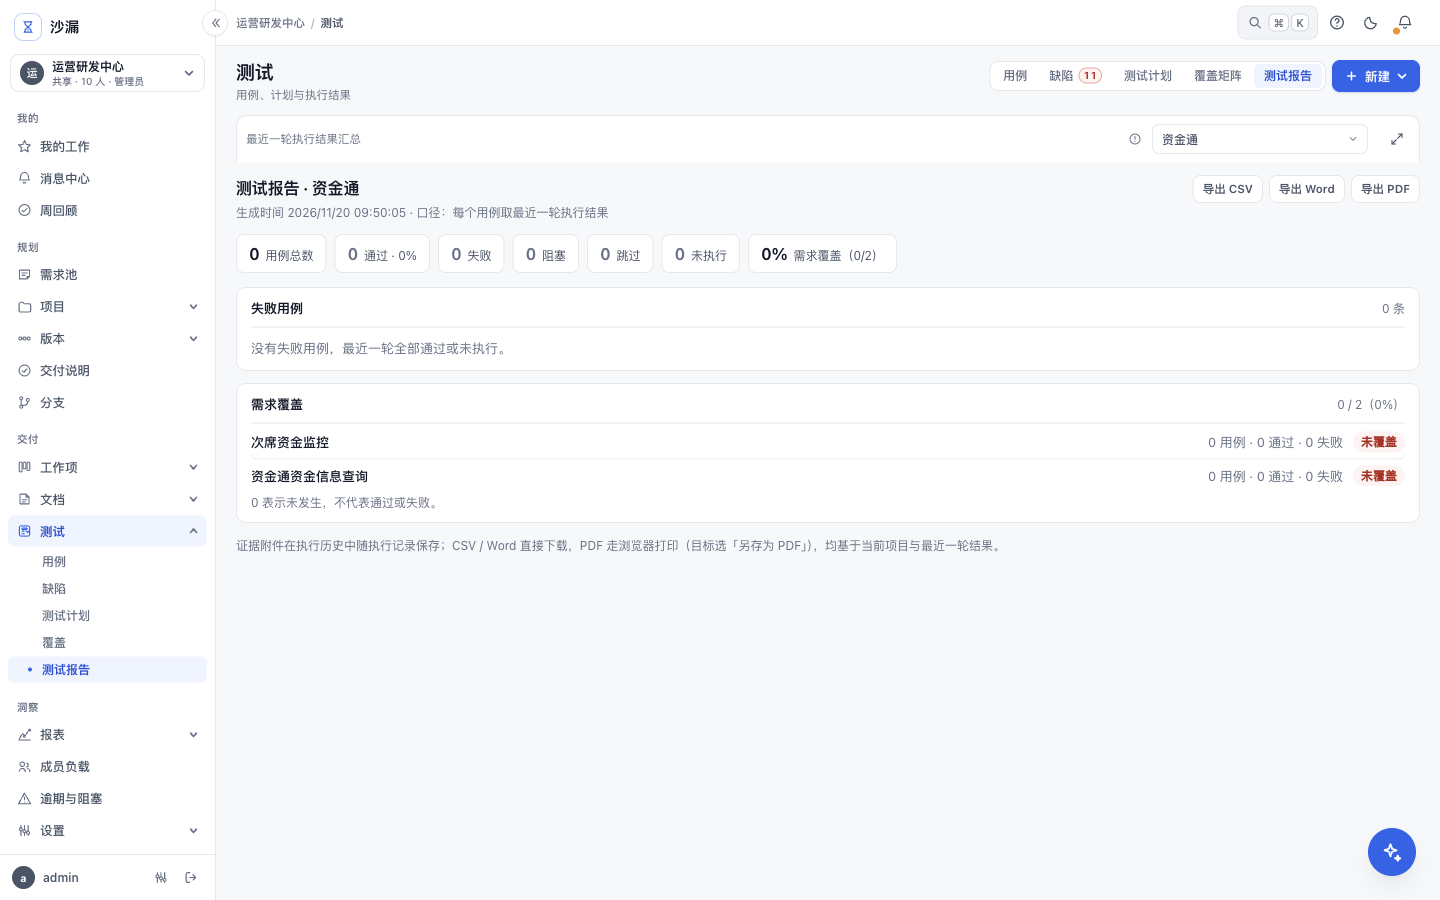 沙漏
运 运营研发中心
共享 · 10 人 · 管理员
我的
我的工作
消息中心
周回顾
规划
需求池
项目
版本
交付说明
分支
交付
工作项
文档
测试
用例
缺陷
测试计划
覆盖
测试报告
洞察
报表
成员负载
逾期与阻塞
设置
a admin
运营研发中心 / 测试
⌘ K
测试
用例、计划与执行结果
用例 缺陷 11 测试计划 覆盖矩阵 测试报告
+ 新建
最近一轮执行结果汇总
资金通
测试报告 · 资金通
导出 CSV 导出 Word 导出 PDF
生成时间 2026/11/20 09:50:05 · 口径：每个用例取最近一轮执行结果
0 用例总数 0 通过 · 0% 0 失败 0 阻塞 0 跳过 0 未执行 0% 需求覆盖（0/2）
失败用例 0 条
没有失败用例，最近一轮全部通过或未执行。
需求覆盖 0 / 2（0%）
次席资金监控 0 用例 · 0 通过 · 0 失败 未覆盖
资金通资金信息查询 0 用例 · 0 通过 · 0 失败 未覆盖
0 表示未发生，不代表通过或失败。
证据附件在执行历史中随执行记录保存；CSV / Word 直接下载，PDF 走浏览器打印（目标选「另存为 PDF」），均基于当前项目与最近一轮结果。